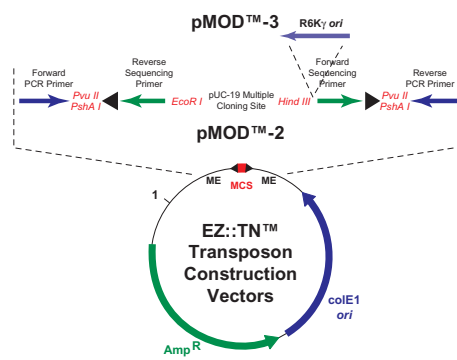 pMOD™-3
R6Kγ ori
Forward
PCR Primer
Reverse
Sequencing
Primer
Forward
Sequencing
Primer
Reverse
PCR Primer
Pvu II
PshA I
EcoR I
pUC-19 Multiple
Cloning Site
Hind III
Pvu II
PshA I
pMOD™-2
ME
MCS
ME
1
EZ::TN™
Transposon
Construction
Vectors
colE1
ori
Amp R